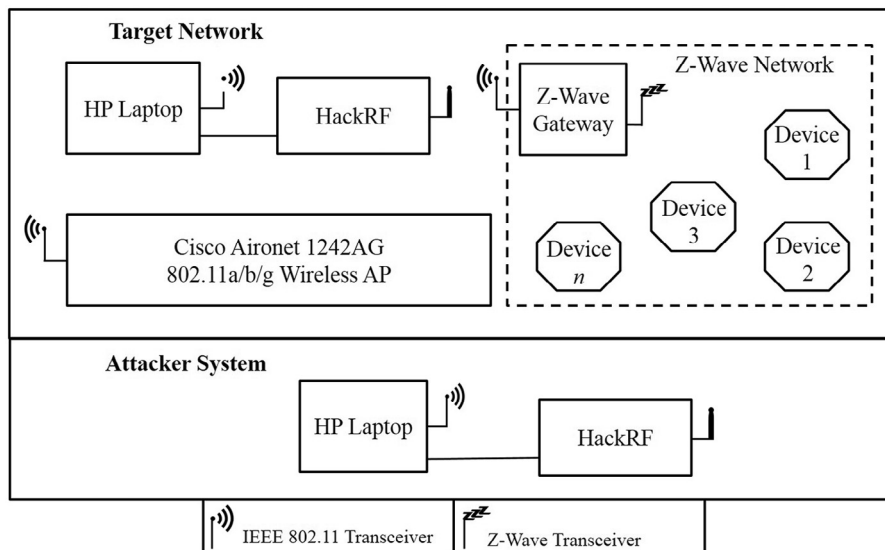 Target Network
HP Laptop
HackRF
Z-Wave
Gateway
Z-Wave Network
Device
1
Device
3
Device
2
Device
n
Cisco Aironet 1242AG
802.11a/b/g Wireless AP
Attacker System
HP Laptop
HackRF
IEEE 802.11 Transceiver
Z-Wave Transceiver